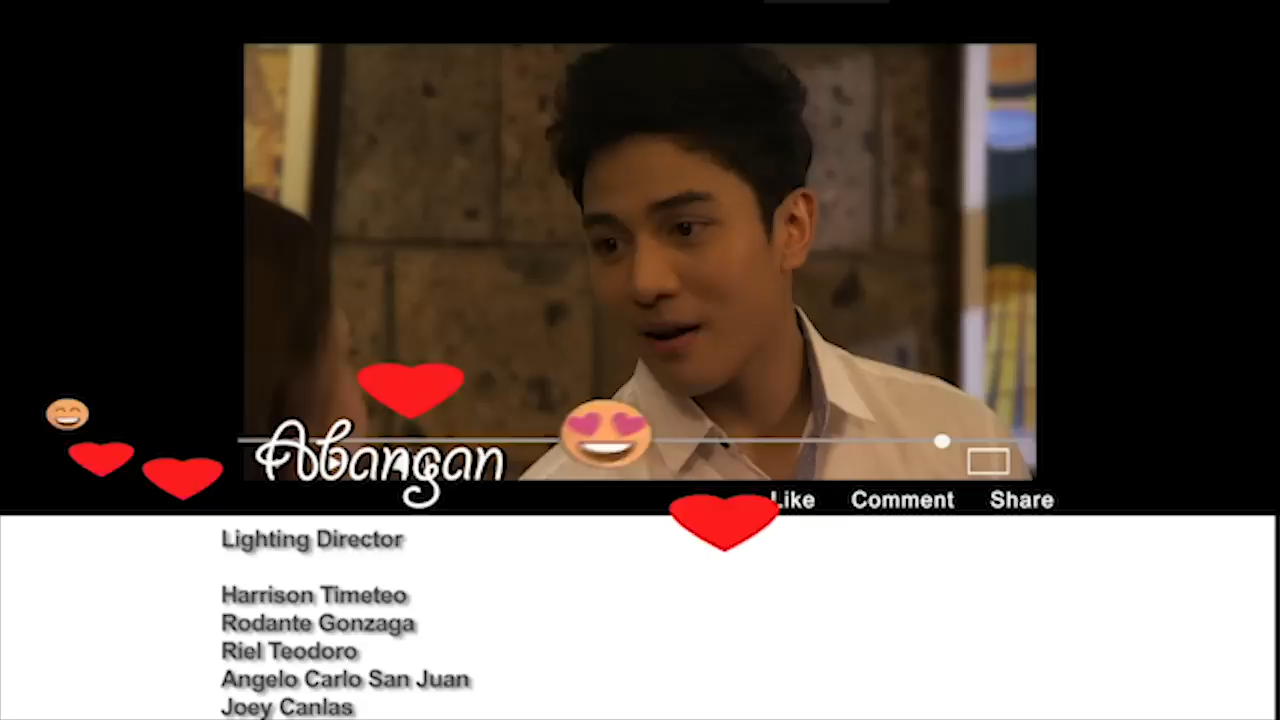 Abangan
Like Comment Share
Lighting Director
Harrison Timeteo
Rodante Gonzaga
Riel Teodoro
Angelo Carlo San Juan
Joey Canlas